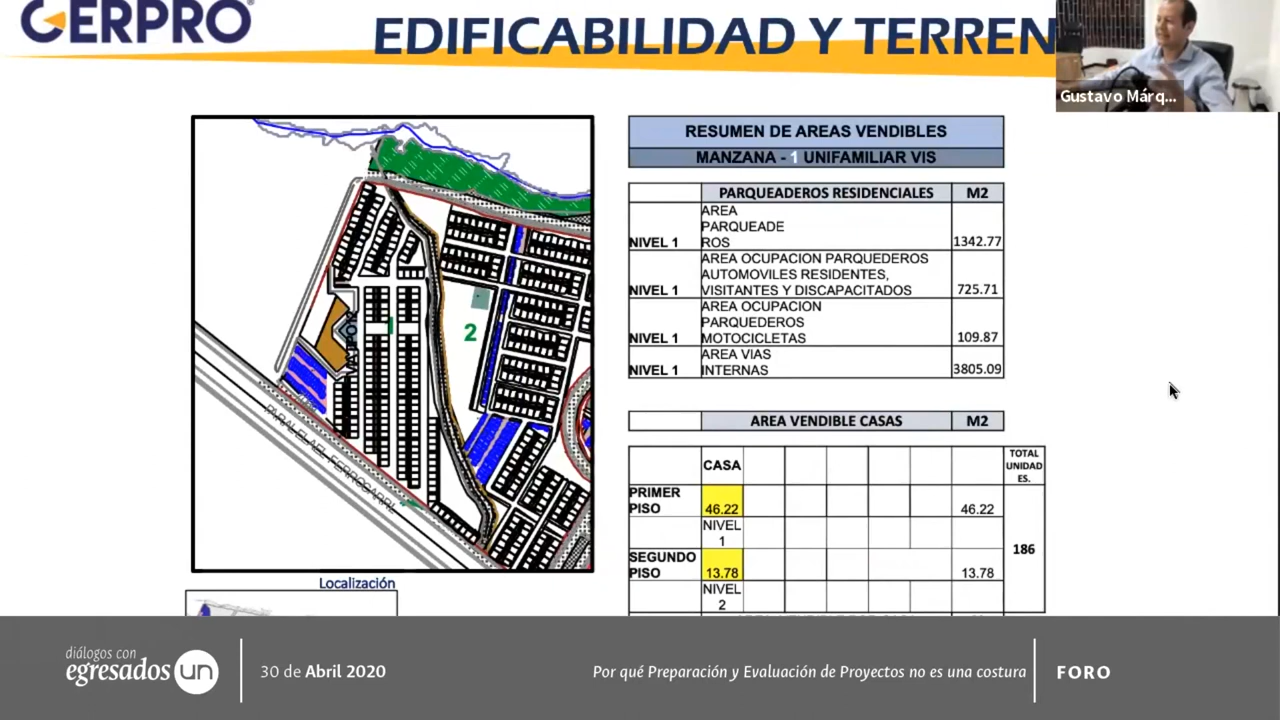 GERPRO®
EDIFICABILIDAD Y TERREN
Gustavo Márq...
RESUMEN DE AREAS VENDIBLES
MANZANA - 1 UNIFAMILIAR VIS
PARQUEADEROS RESIDENCIALES M2
AREA
PARQUEADE
NIVEL 1 ROS 1342.77
AREA OCUPACION PARQUEDEROS
AUTOMOVILES RESIDENTES,
NIVEL 1 VISITANTES Y DISCAPACITADOS 725.71
AREA OCUPACION
PARQUEDEROS
NIVEL 1 MOTOCICLETAS 109.87
AREA VIAS
NIVEL 1 INTERNAS 3805.09
AREA VENDIBLE CASAS M2
CASA
TOTAL
UNIDAD
ES.
PRIMER
PISO 46.22 46.22
NIVEL
1
186
SEGUNDO
PISO 13.78 13.78
NIVEL
2
1
2
PARALELA EL FERROCARRIL
Localización
diálogos con
egresados un
30 de Abril 2020
Por qué Preparación y Evaluación de Proyectos no es una costura
FORO